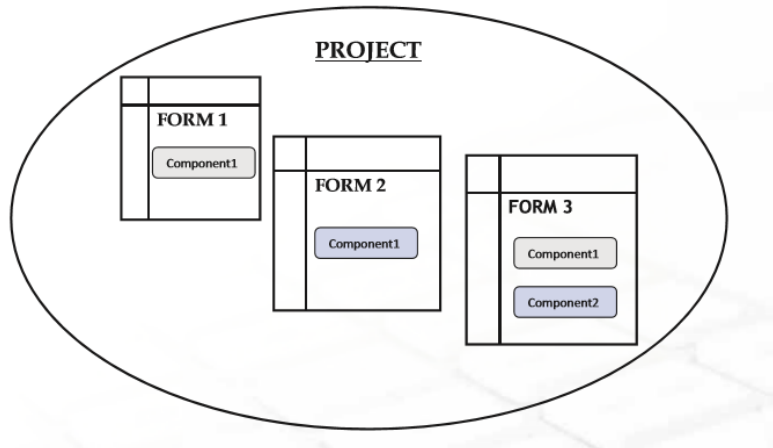 PROJECT
FORM 1
Component1
FORM 2
Component1
FORM 3
Component1
Component2